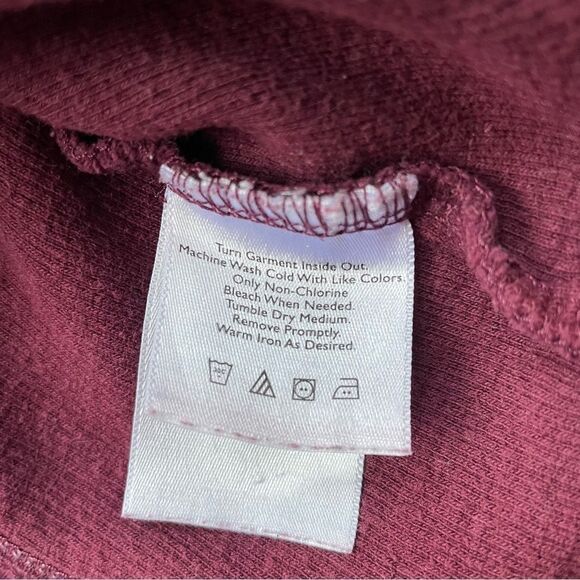 Turn Garment Inside Out.
Machine Wash Cold With Like Colors.
Only Non-Chlorine
Bleach When Needed.
Tumble Dry Medium.
Remove Promptly.
Warm Iron As Desired.
30C